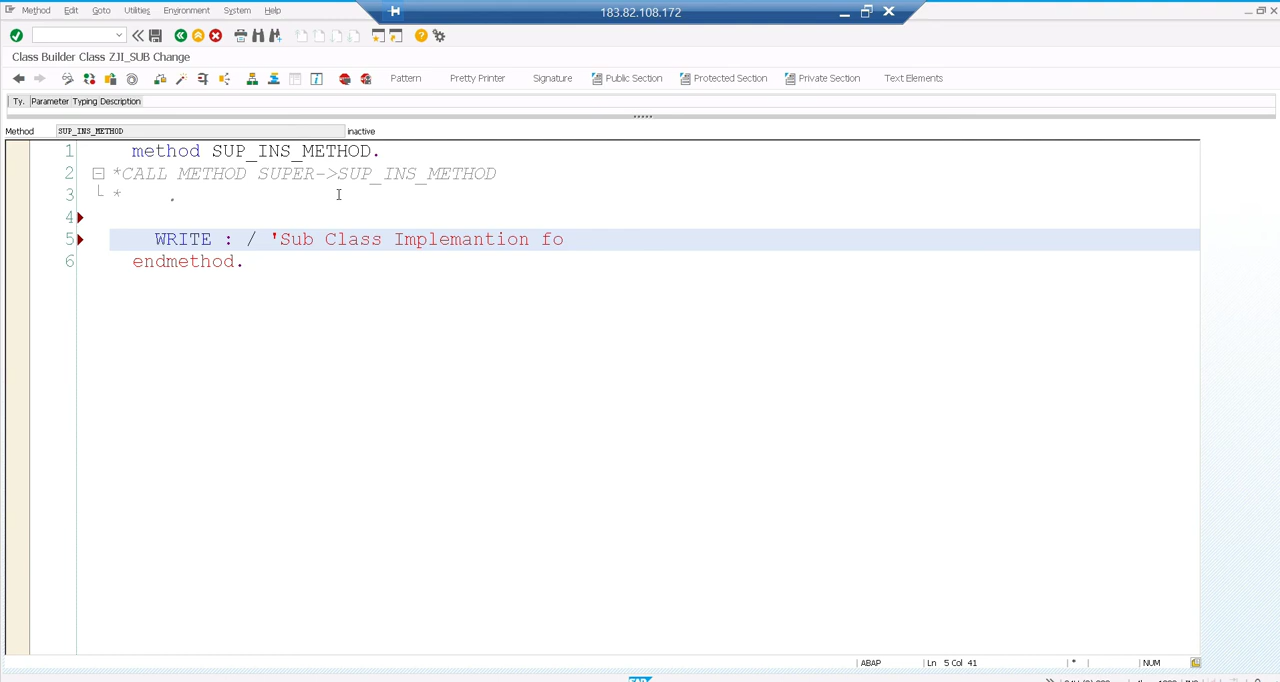 Method Edit Goto Utilities Environment System Help
183.82.108.172
Class Builder Class ZJI_SUB Change
Pattern Pretty Printer Signature Public Section Protected Section Private Section Text Elements
Ty. Parameter Typing Description
Method SUP_INS_METHOD inactive
1 method SUP_INS_METHOD.
2 *CALL METHOD SUPER->SUP_INS_METHOD
3 * .
4
5 WRITE : / 'Sub Class Implemantion fo
6 endmethod.
ABAP Ln 5 Col 41 * NUM